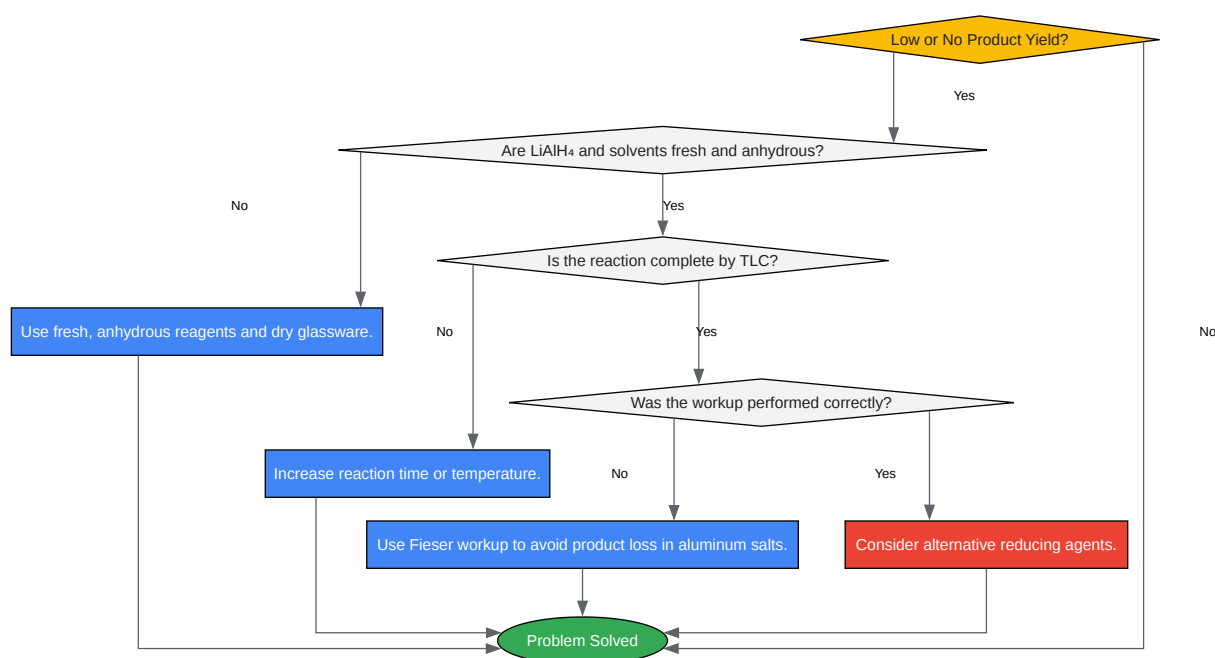 Low or No Product Yield?
Yes
Are LiAlH₄ and solvents fresh and anhydrous?
No
Yes
Is the reaction complete by TLC?
Use fresh, anhydrous reagents and dry glassware.
No
Yes
No
Was the workup performed correctly?
Increase reaction time or temperature.
No
Yes
Use Fieser workup to avoid product loss in aluminum salts.
Consider alternative reducing agents.
Problem Solved